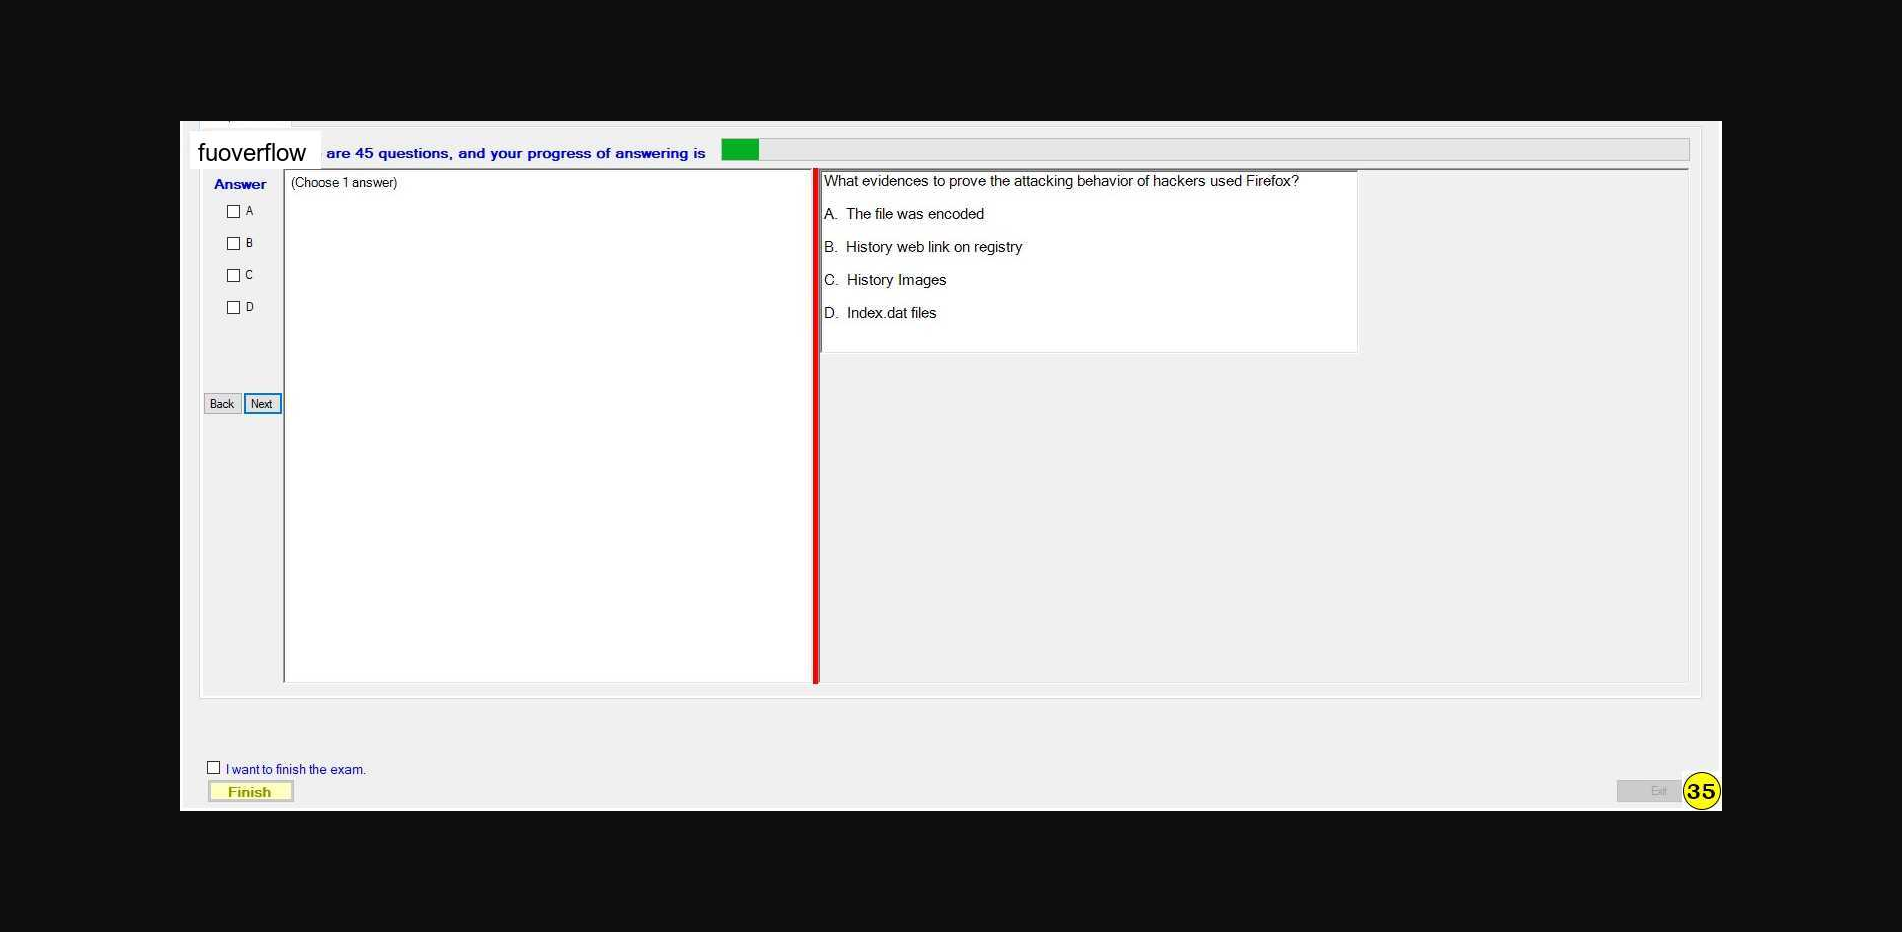 fuoverflow are 45 questions, and your progress of answering is
Answer
(Choose 1 answer)
A
B
C
D
Back Next
What evidences to prove the attacking behavior of hackers used Firefox?
A. The file was encoded
B. History web link on registry
C. History Images
D. Index.dat files
I want to finish the exam.
Finish
Exit
35